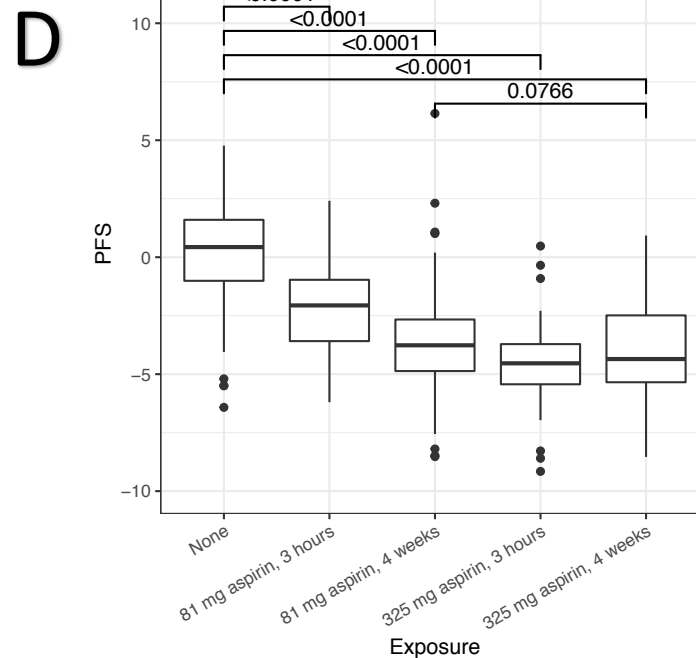 D
<0.0001
<0.0001
<0.0001
0.0766
10
5
0
−5
−10
PFS
None
81 mg aspirin, 3 hours
81 mg aspirin, 4 weeks
325 mg aspirin, 3 hours
325 mg aspirin, 4 weeks
Exposure